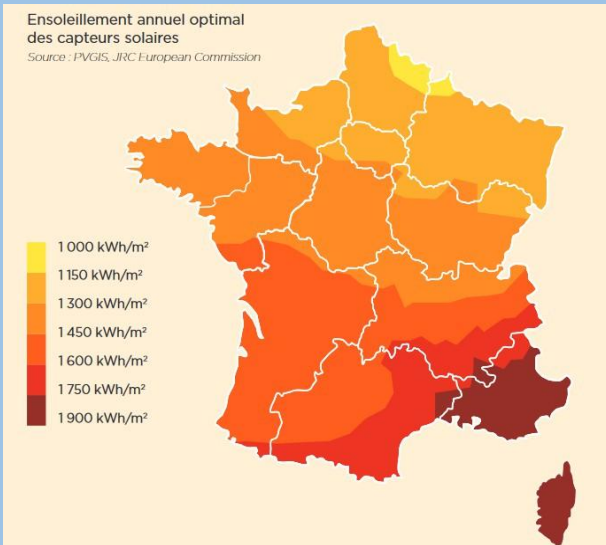 Ensoleillement annuel optimal
des capteurs solaires
Source : PVGIS, JRC European Commission
1 000 kWh/m²
1 150 kWh/m²
1 300 kWh/m²
1 450 kWh/m²
1 600 kWh/m²
1 750 kWh/m²
1 900 kWh/m²